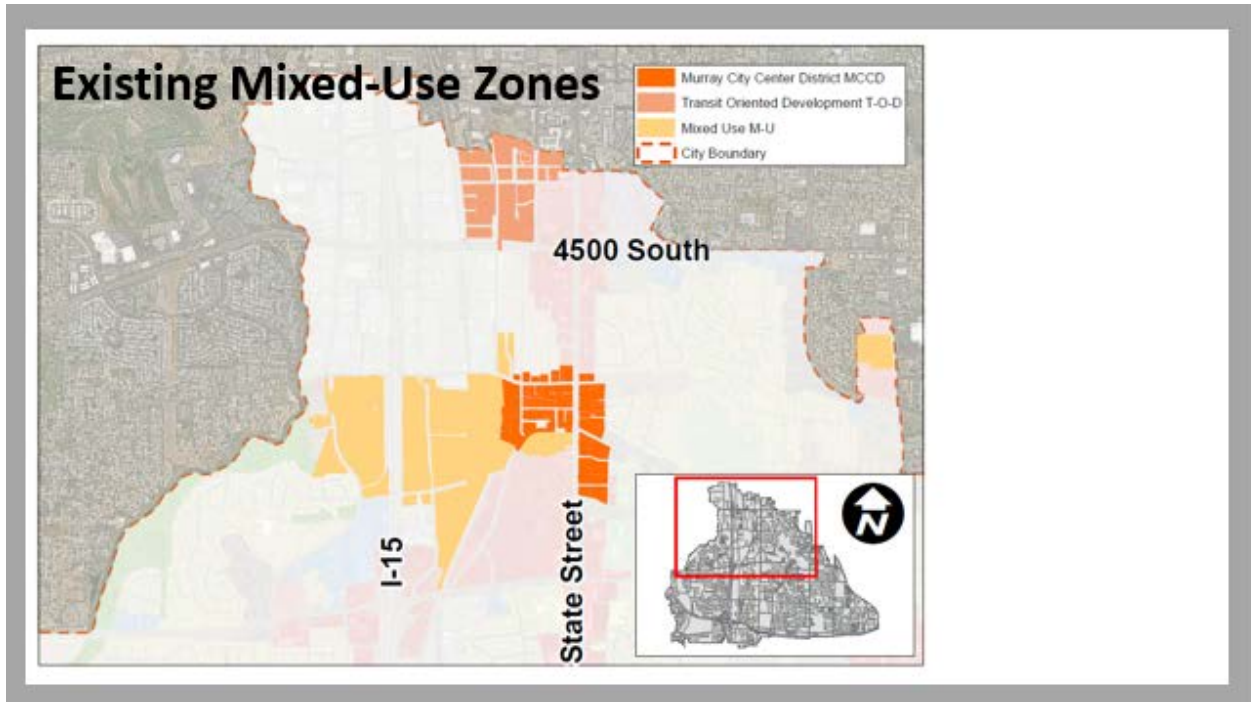 Existing Mixed-Use Zones
Murray City Center District MCCD
Transit Oriented Development T-O-D
Mixed Use M-U
City Boundary
4500 South
I-15
State Street
N